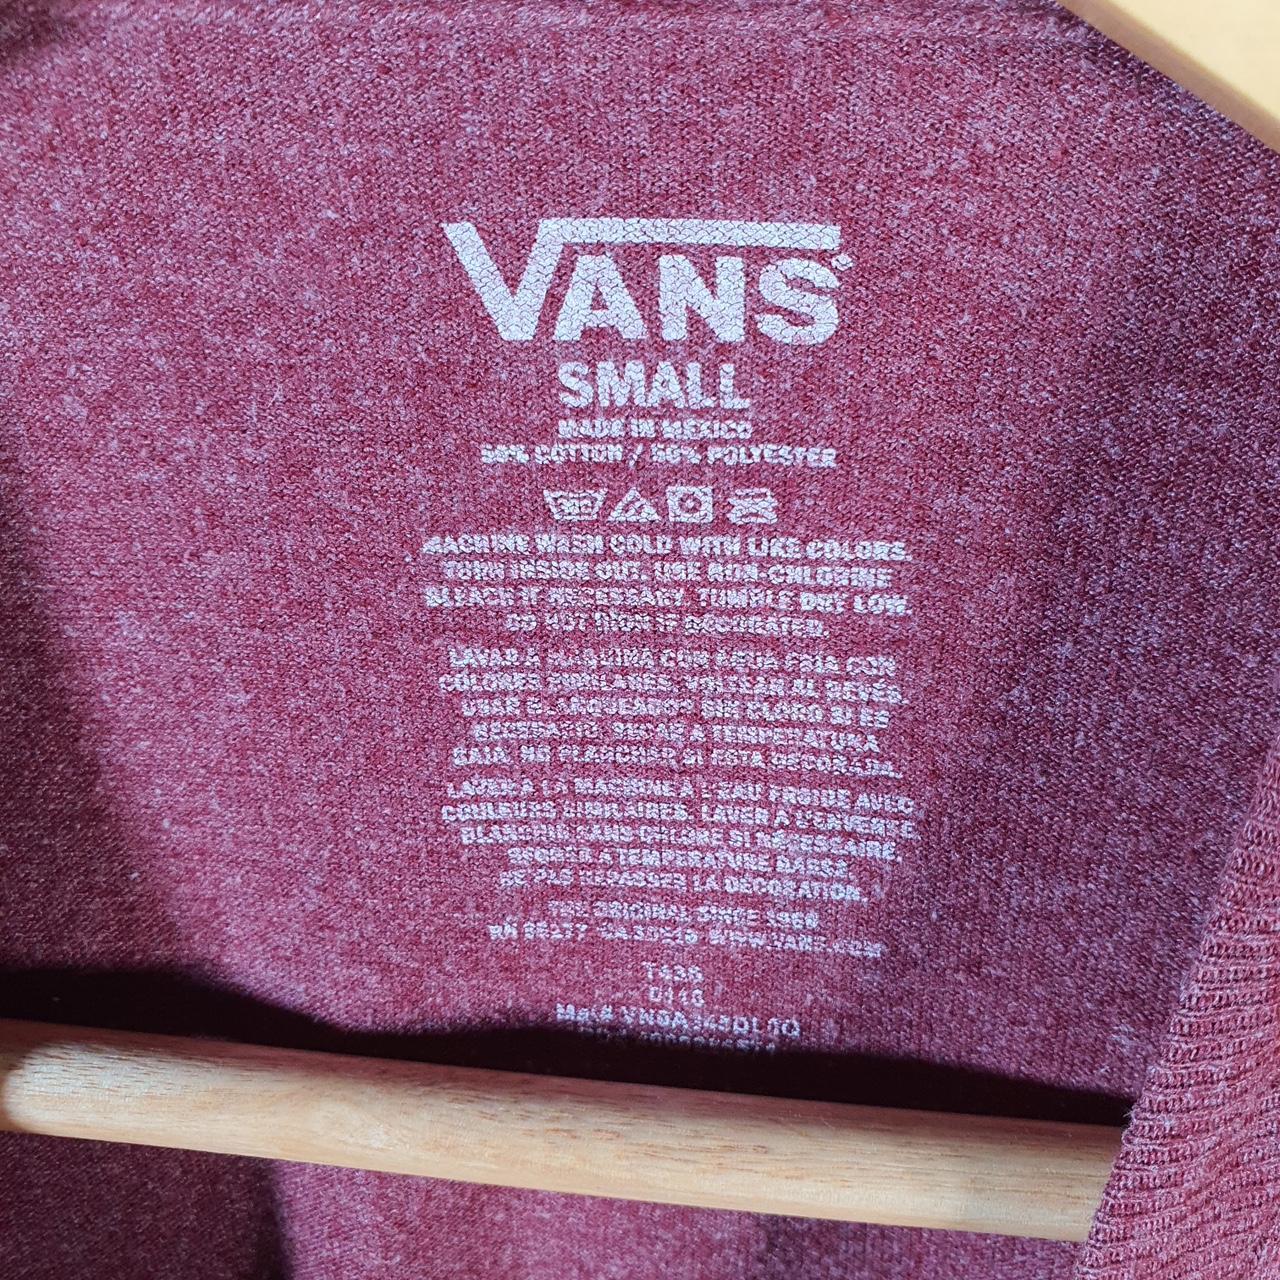 VANS
SMALL
MADE IN MEXICO
50% COTTON / 50% POLYESTER
MACHINE WASH COLD WITH LIKE COLORS.
TURN INSIDE OUT. USE NON-CHLORINE
BLEACH IF NECESSARY. TUMBLE DRY LOW.
DO NOT IRON IF DECORATED.
LAVAR A MAQUINA CON AGUA FRIA CON
COLORES SIMILARES. AL REVES.
USAR BLANQUEADOR SIN CLORO SI ES
NECESARIO. SECAR A TEMPERATURA
BAJA. NO PLANCHAR SI ESTA DECORADA.
LAVER A LA MACHINE A L'EAU FROIDE AVEC
COULEURS SIMILAIRES. LAVER A L'ENVERS
BLANCHIR SANS CHLORE SI NECESSAIRE.
SECHER A TEMPERATURE BASSE
NE PAS REPASSER LA DECORATION.
THE ORIGINAL SINCE 1966
RN WWW.VANS.COM
T436